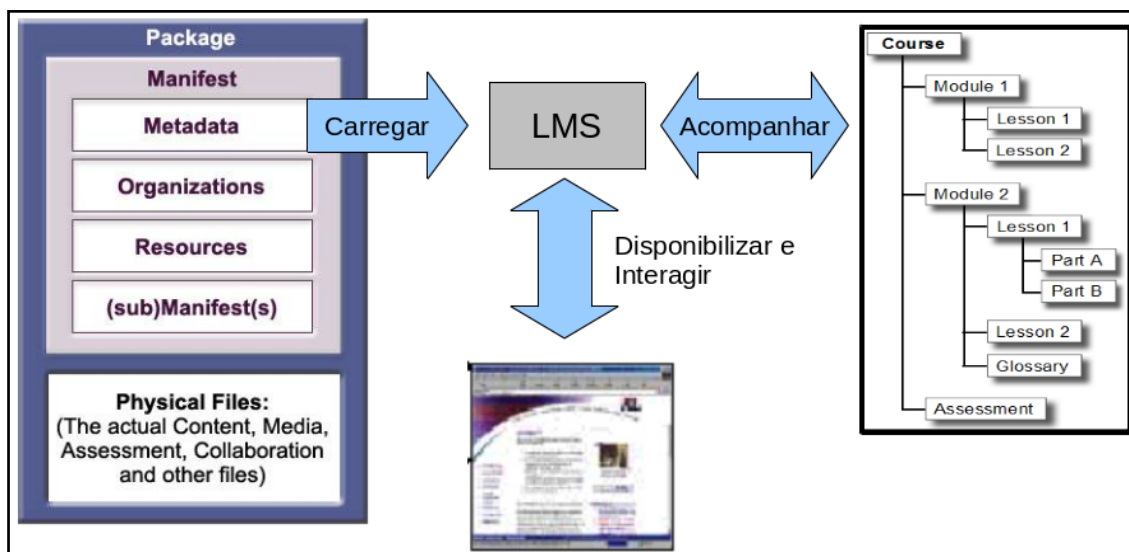 Package
Manifest
Metadata
Organizations
Resources
(sub)Manifest(s)
Physical Files:
(The actual Content, Media,
Assessment, Collaboration
and other files)
Carregar
LMS
Acompanhar
Disponibilizar e
Interagir
Course
Module 1
Lesson 1
Lesson 2
Module 2
Lesson 1
Part A
Part B
Lesson 2
Glossary
Assessment